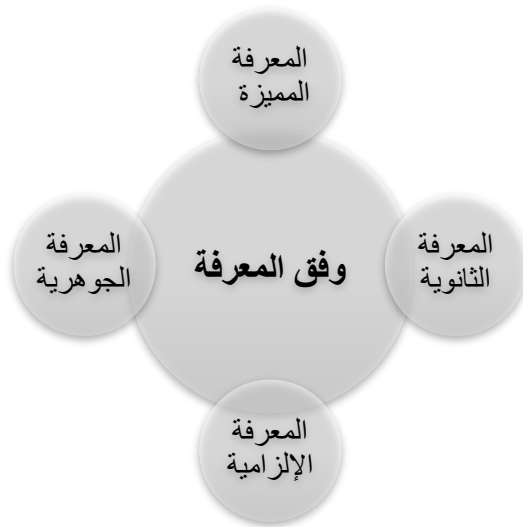 المعرفة
المميزة
المعرفة
الثانوية
وفق المعرفة
المعرفة
الجوهرية
المعرفة
الإلزامية